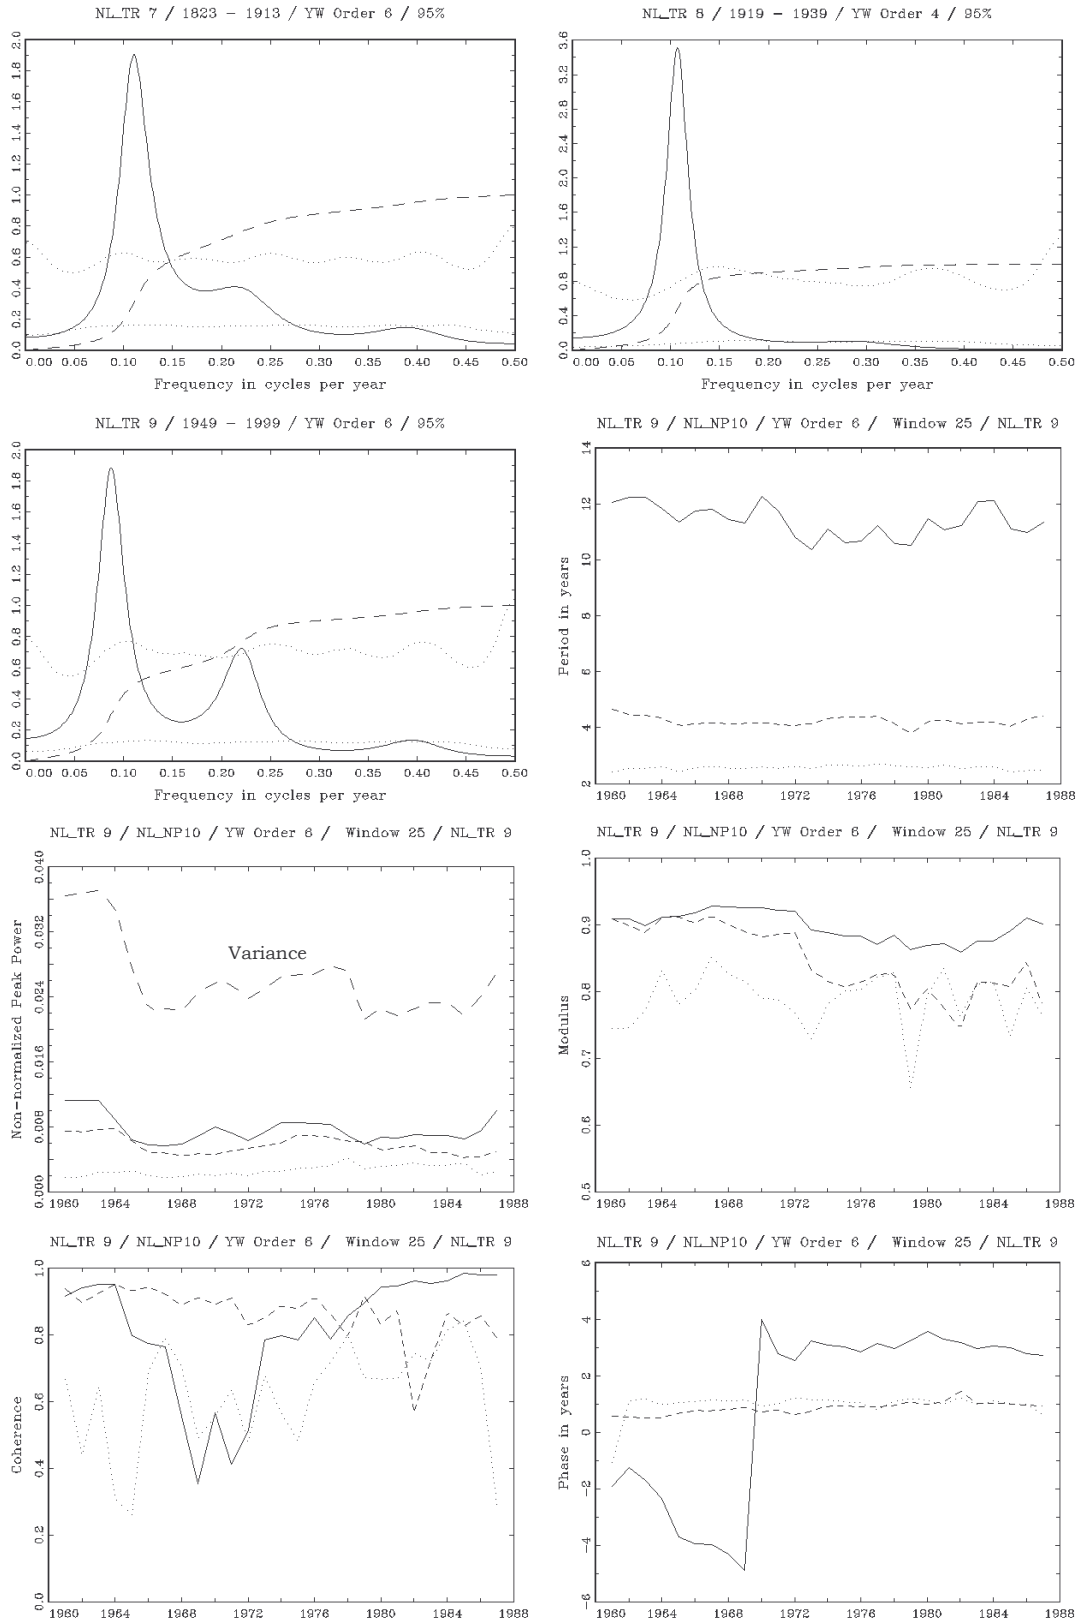 NL_TR 7 / 1823 - 1913 / YW Order 6 / 95%
2.0
1.8
1.6
1.4
1.2
1.0
0.8
0.6
0.4
0.2
0.0
0.00 0.05 0.10 0.15 0.20 0.25 0.30 0.35 0.40 0.45 0.50
Frequency in cycles per year
NL_TR 8 / 1919 - 1939 / YW Order 4 / 95%
3.6
3.2
2.8
2.4
2.0
1.6
1.2
0.8
0.4
0.0
0.00 0.05 0.10 0.15 0.20 0.25 0.30 0.35 0.40 0.45 0.50
Frequency in cycles per year
NL_TR 9 / 1949 - 1999 / YW Order 6 / 95%
2.0
1.8
1.6
1.4
1.2
1.0
0.8
0.6
0.4
0.2
0.0
0.00 0.05 0.10 0.15 0.20 0.25 0.30 0.35 0.40 0.45 0.50
Frequency in cycles per year
NL_TR 9 / NL_NP10 / YW Order 6 / Window 25 / NL_TR 9
Period in years
14
12
10
8
6
4
2
1960 1964 1968 1972 1976 1980 1984 1988
NL_TR 9 / NL_NP10 / YW Order 6 / Window 25 / NL_TR 9
Non-normalized Peak Power
0.040
0.032
0.024
0.016
0.008
0.000
Variance
1960 1964 1968 1972 1976 1980 1984 1988
NL_TR 9 / NL_NP10 / YW Order 6 / Window 25 / NL_TR 9
Modulus
1.0
0.9
0.8
0.7
0.6
0.5
1960 1964 1968 1972 1976 1980 1984 1988
NL_TR 9 / NL_NP10 / YW Order 6 / Window 25 / NL_TR 9
Coherence
1.0
0.8
0.6
0.4
0.2
0.0
1960 1964 1968 1972 1976 1980 1984 1988
NL_TR 9 / NL_NP10 / YW Order 6 / Window 25 / NL_TR 9
Phase in years
6
4
2
0
-2
-4
-6
1960 1964 1968 1972 1976 1980 1984 1988